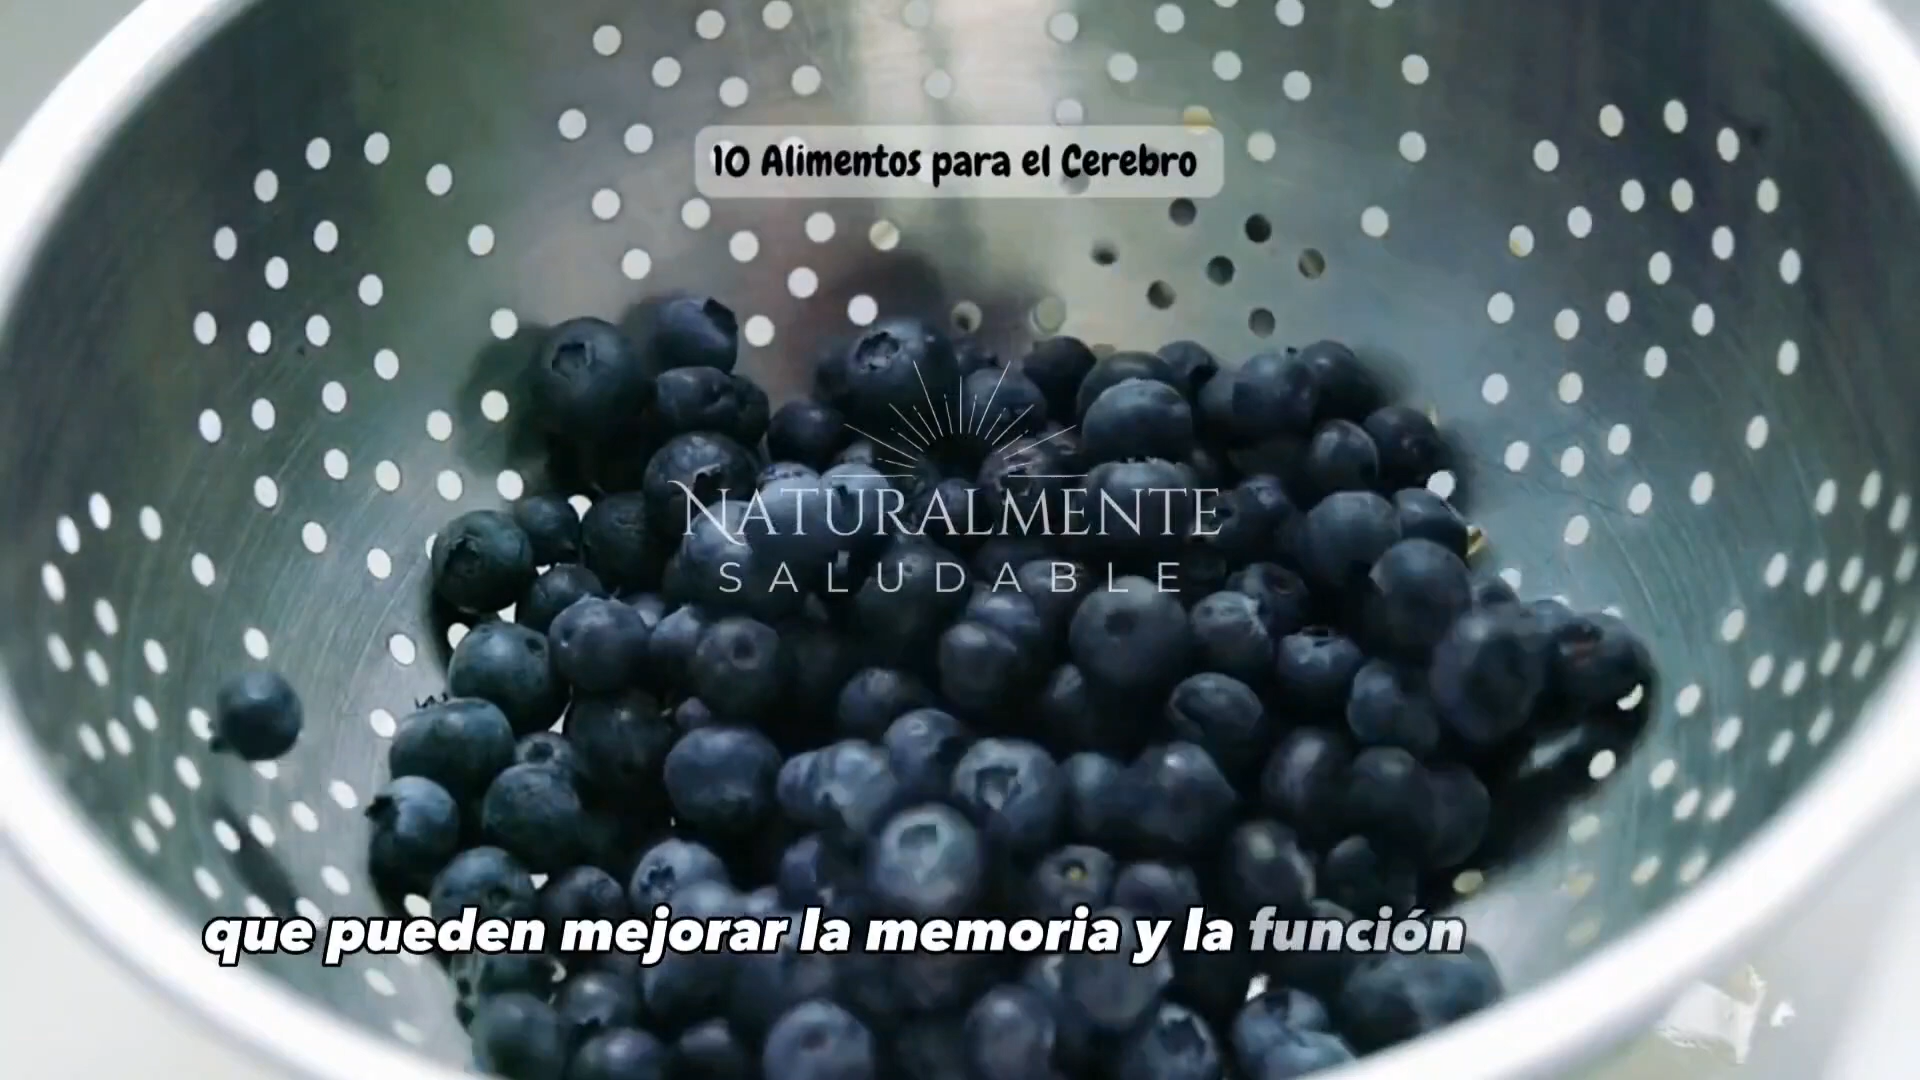 10 Alimentos para el Cerebro
NATURALMENTE
SALUDABLE
que pueden mejorar la memoria y la función